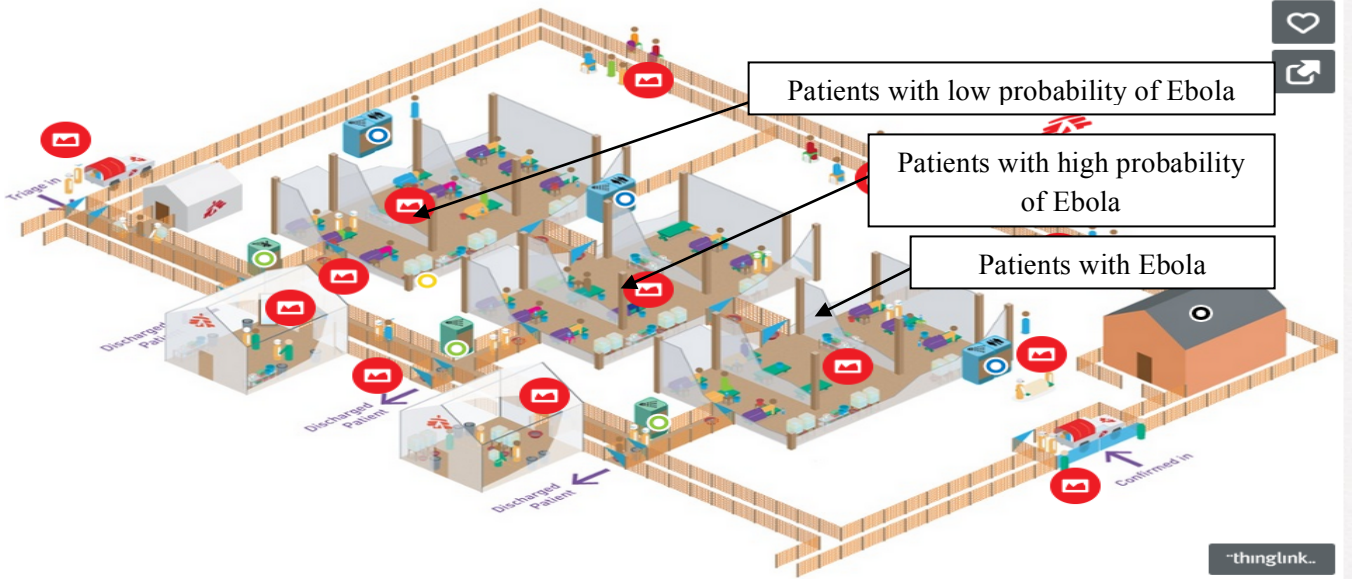 Patients with low probability of Ebola
Patients with high probability
of Ebola
Patients with Ebola
Triage in
Discharged
Patient
Discharged
Patient
Discharged
Patient
Confirmed in
thinglink..